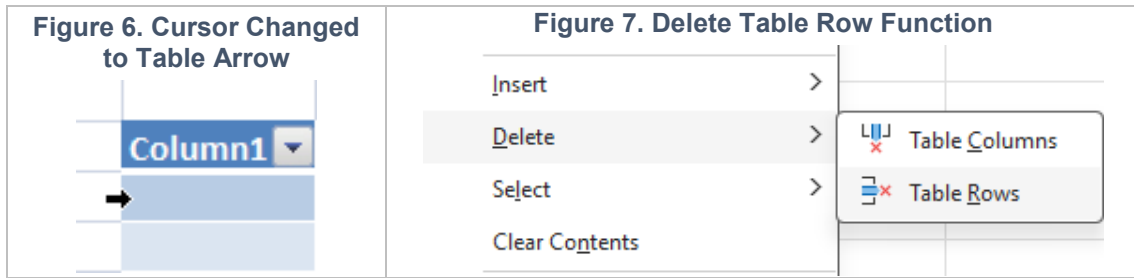 Figure 6. Cursor Changed
to Table Arrow
Column1
Figure 7. Delete Table Row Function
Insert
Delete
Select
Clear Contents
Table Columns
Table Rows